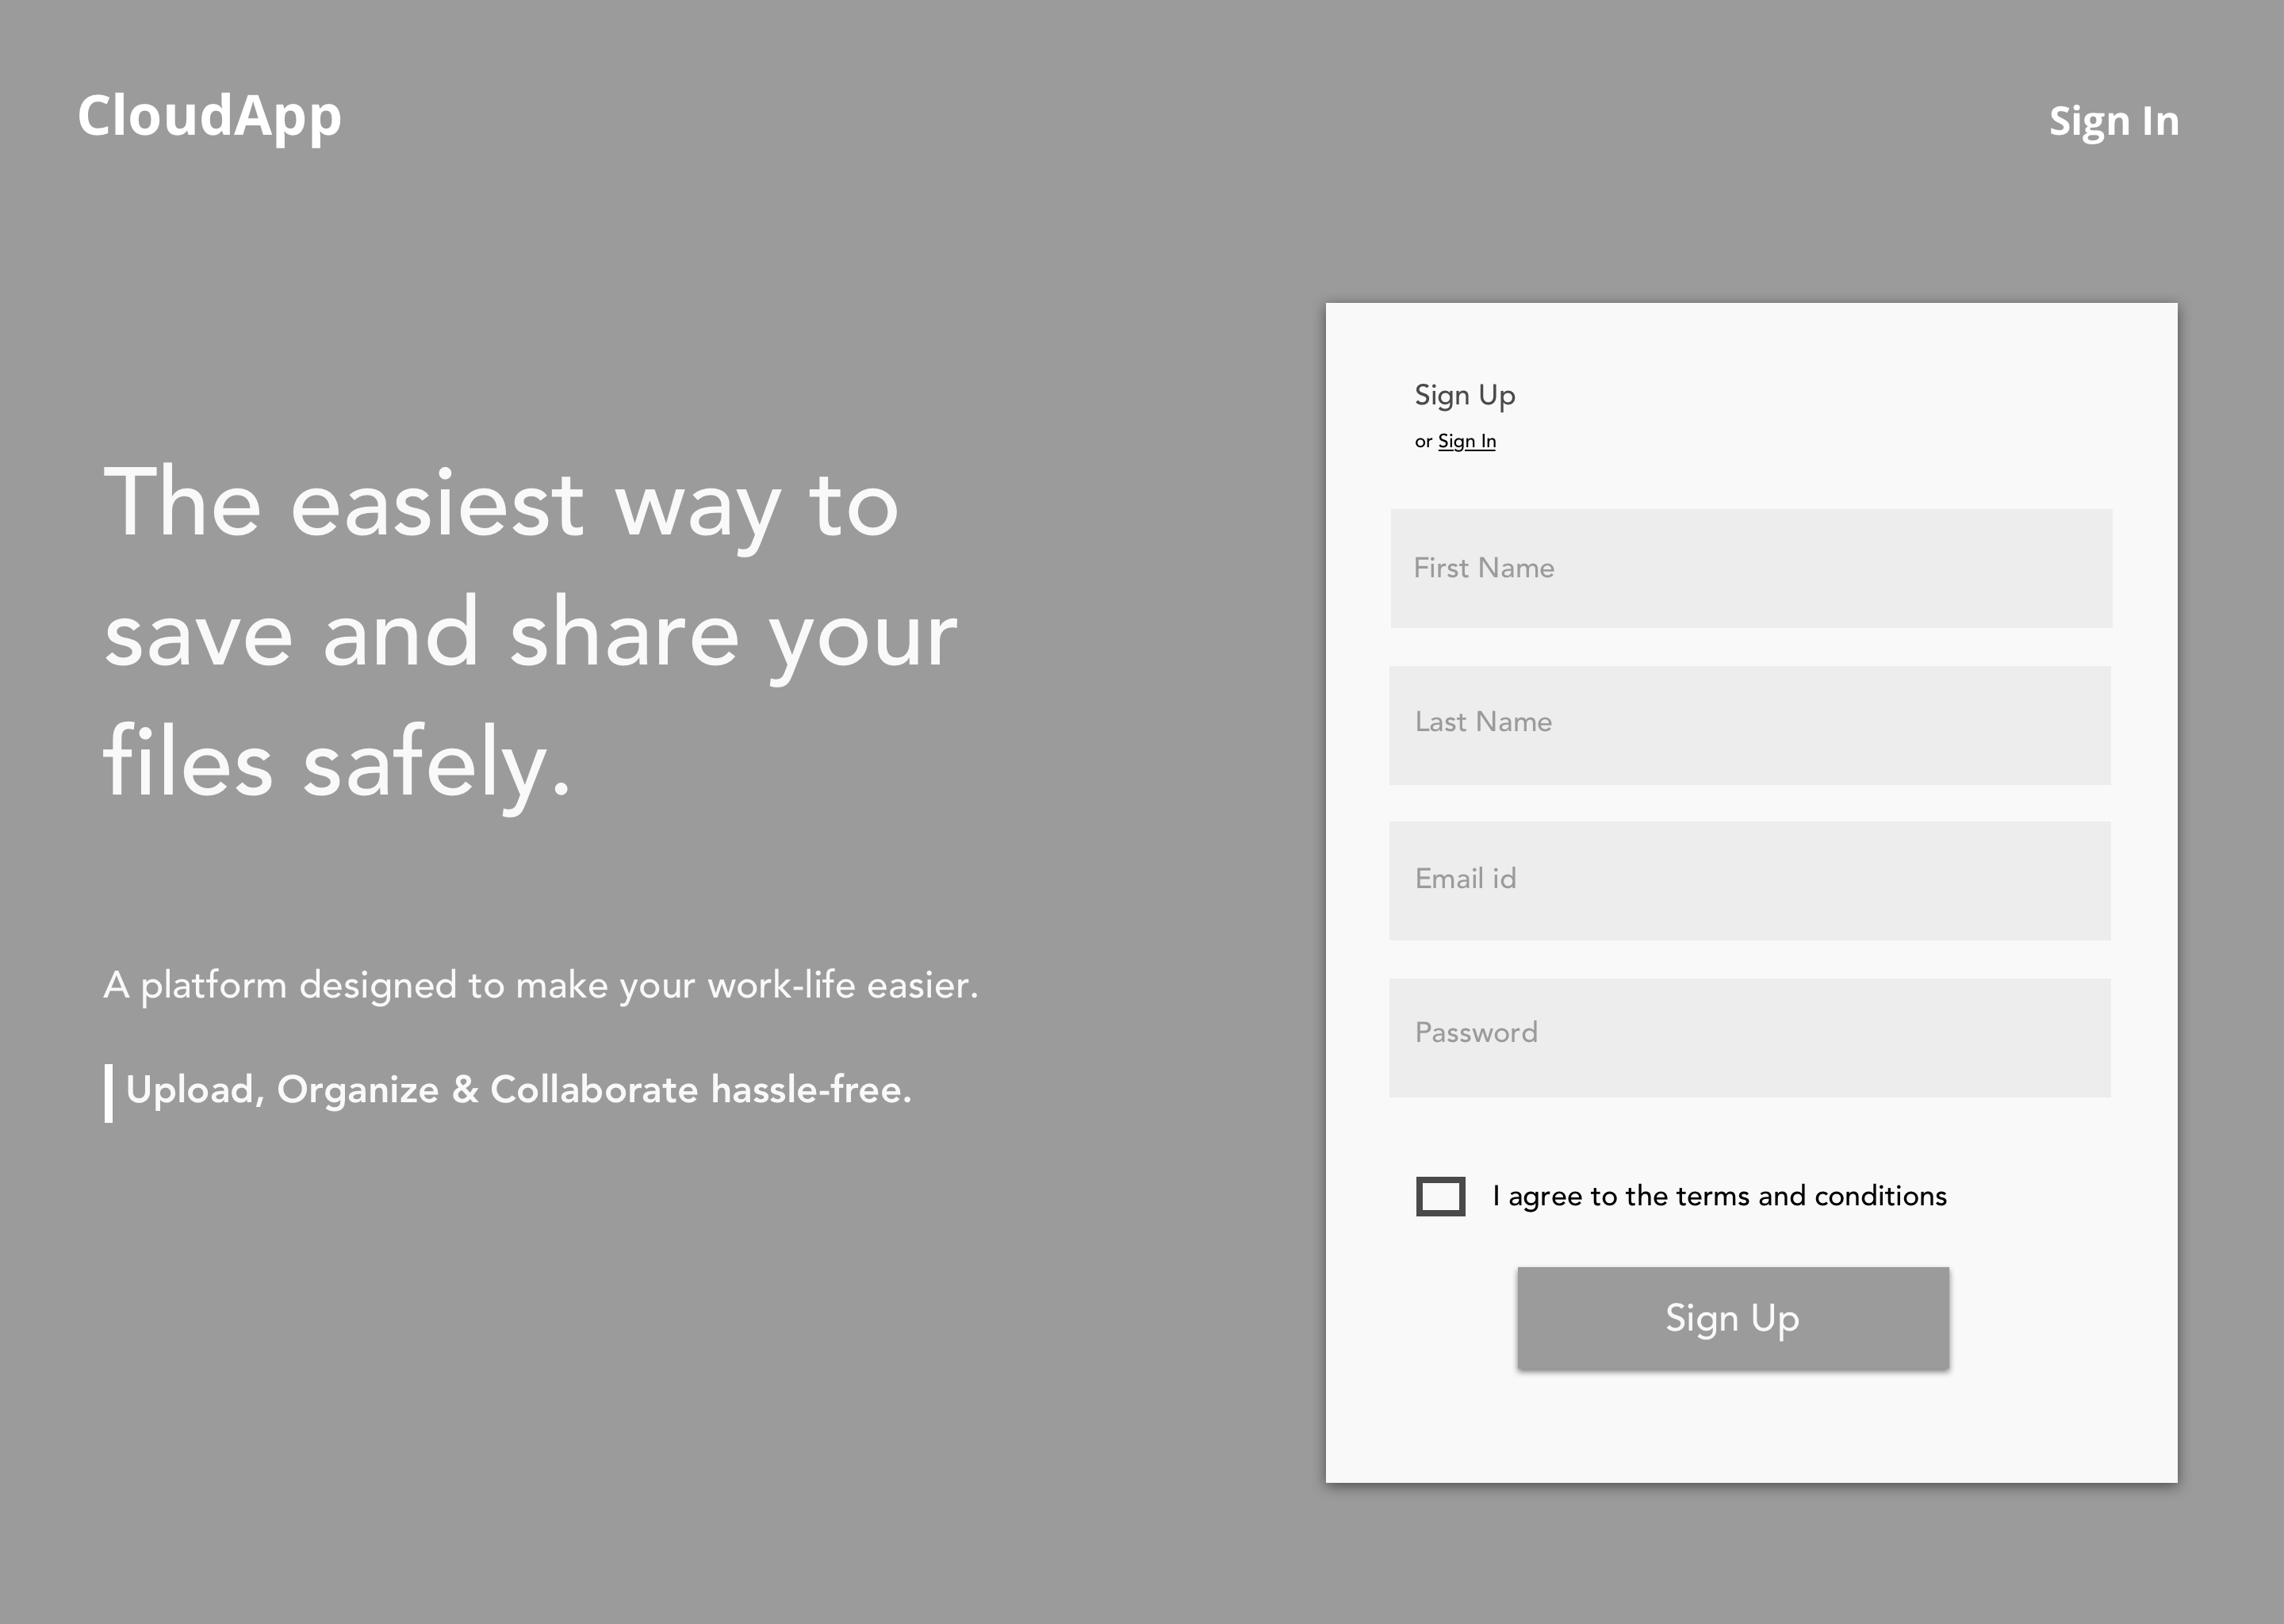 CloudApp
Sign In
The easiest way to
save and share your
files safely.
A platform designed to make your work-life easier.
Upload, Organize & Collaborate hassle-free.
Sign Up
or Sign In
First Name
Last Name
Email id
Password
I agree to the terms and conditions
Sign Up